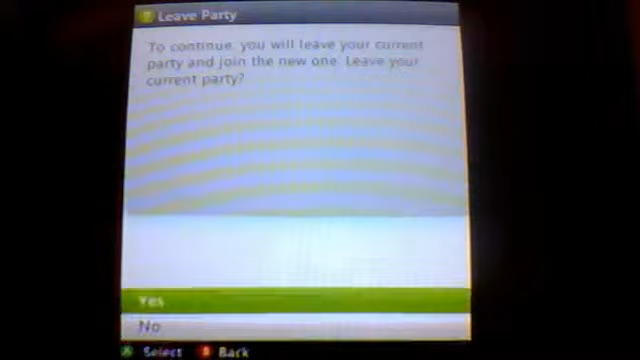 Leave Party
To continue, you will leave your current
party and join the new one. Leave your
current party?
Yes
No
A Select B Back